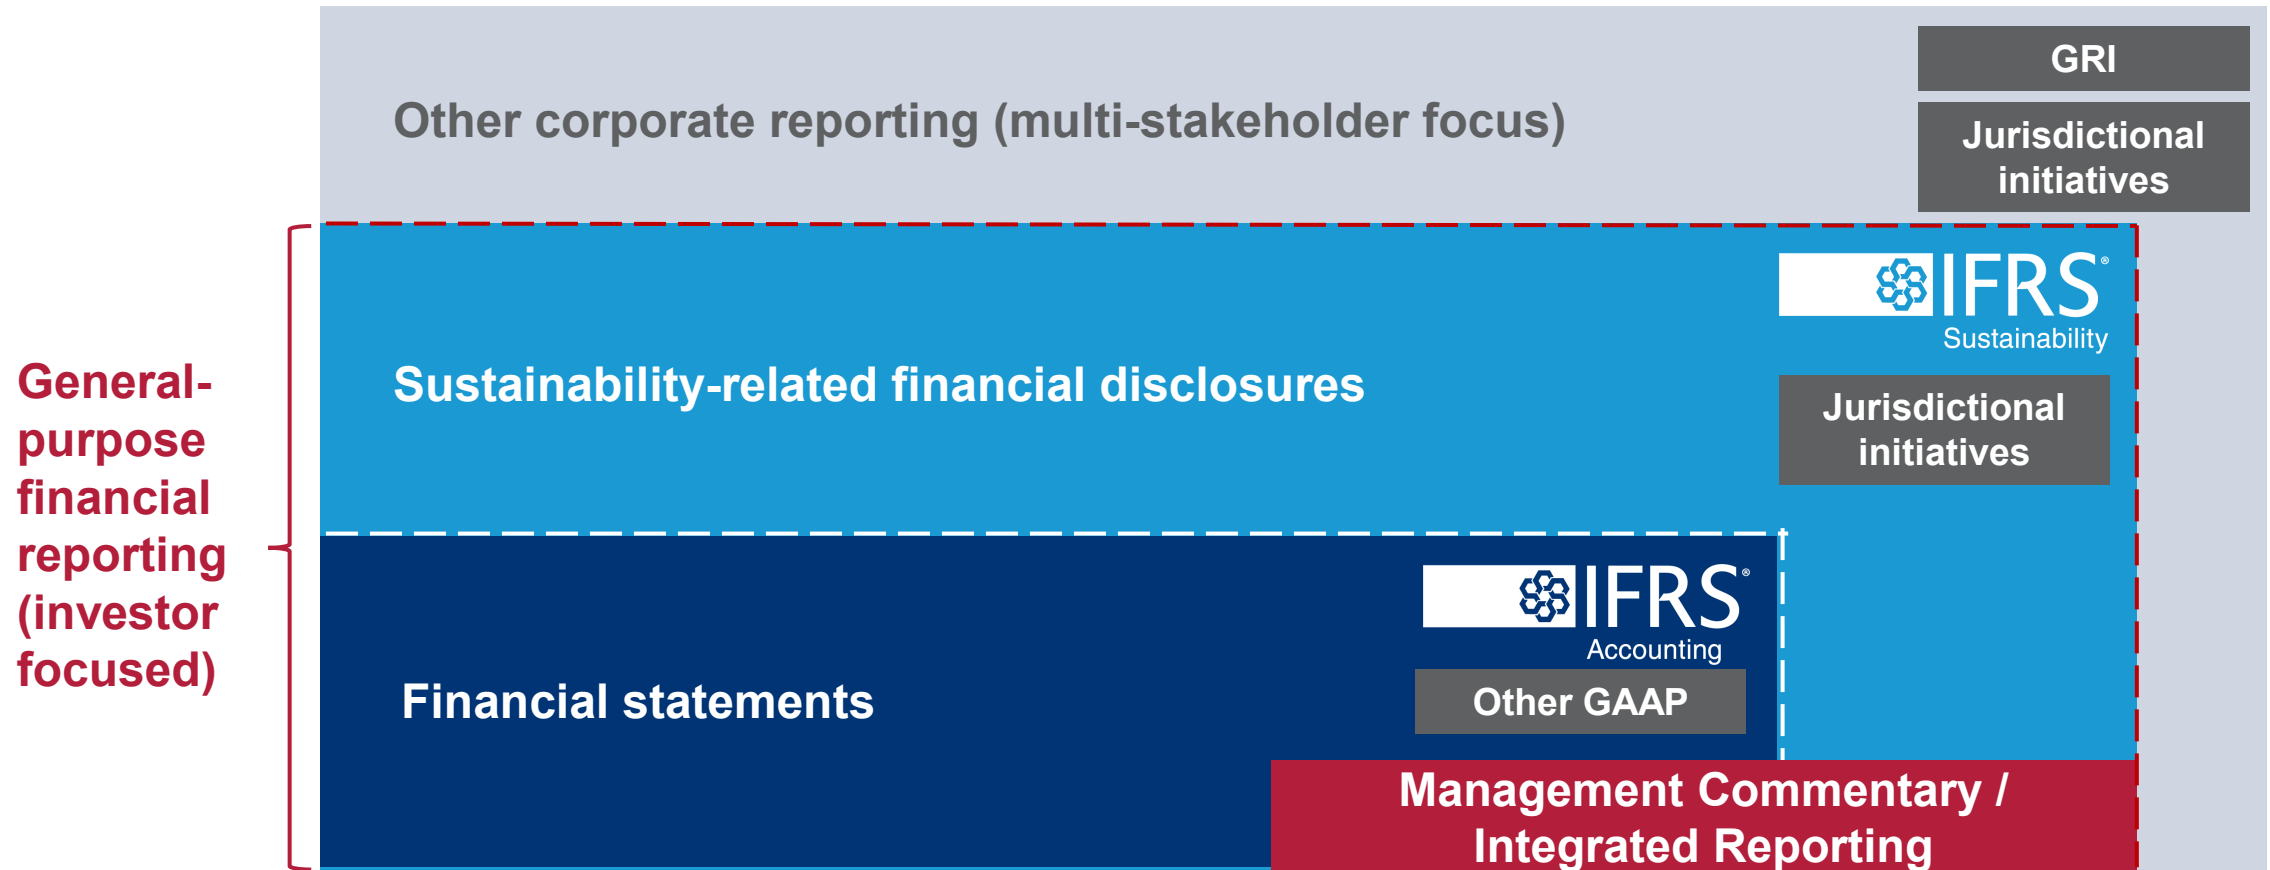 GRI
Other corporate reporting (multi-stakeholder focus)
Jurisdictional
initiatives
IFRS®
Sustainability
General-
purpose
financial
reporting
(investor
focused)
Sustainability-related financial disclosures
Jurisdictional
initiatives
IFRS®
Accounting
Financial statements
Other GAAP
Management Commentary /
Integrated Reporting